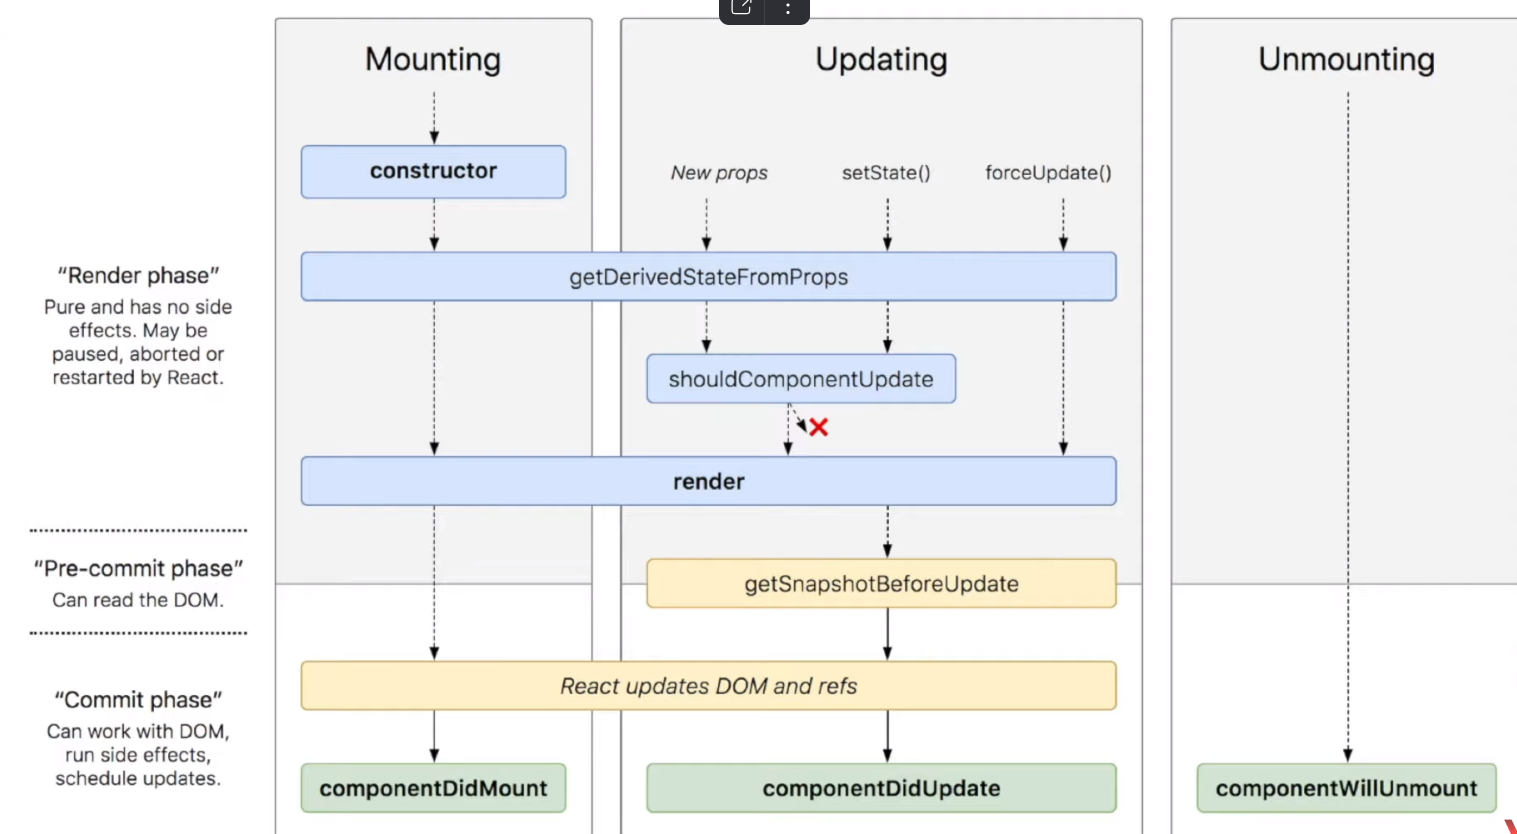 Mounting
Updating
Unmounting
constructor
New props
setState()
forceUpdate()
“Render phase”
Pure and has no side
effects. May be
paused, aborted or
restarted by React.
getDerivedStateFromProps
shouldComponentUpdate
render
“Pre-commit phase”
Can read the DOM.
getSnapshotBeforeUpdate
“Commit phase”
Can work with DOM,
run side effects,
schedule updates.
React updates DOM and refs
componentDidMount
componentDidUpdate
componentWillUnmount